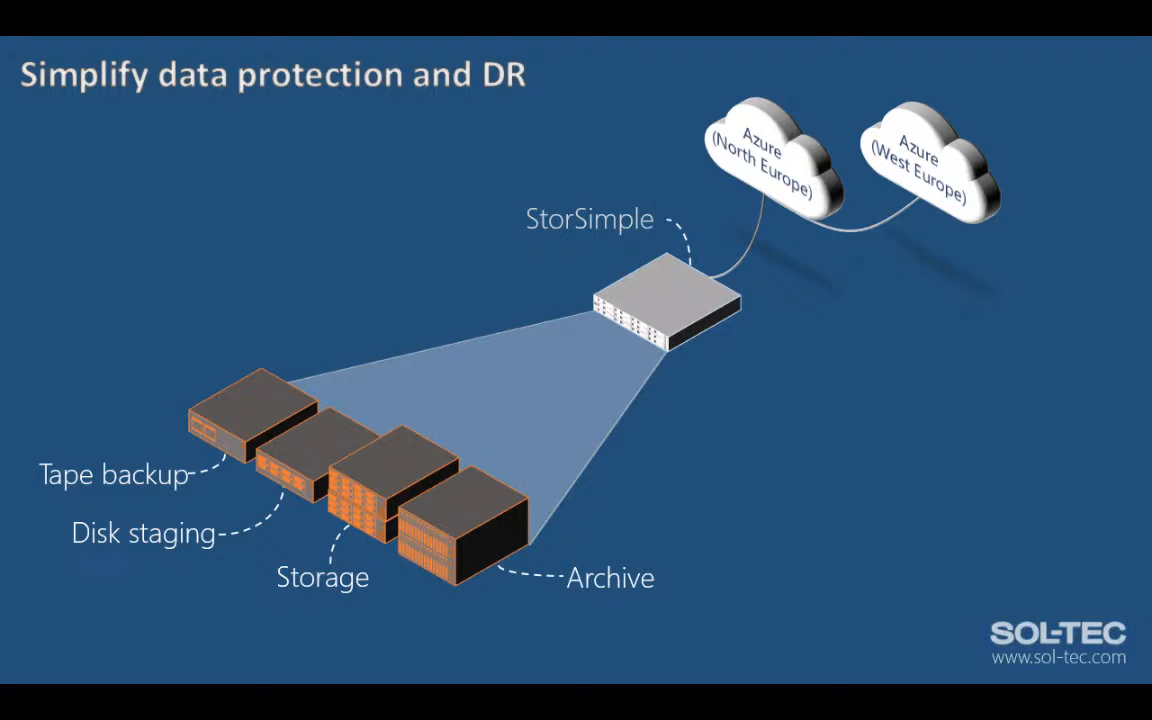 Simplify data protection and DR
Azure
(North Europe)
Azure
(West Europe)
StorSimple
Tape backup
Disk staging
Storage
Archive
SOL-TEC
www.sol-tec.com